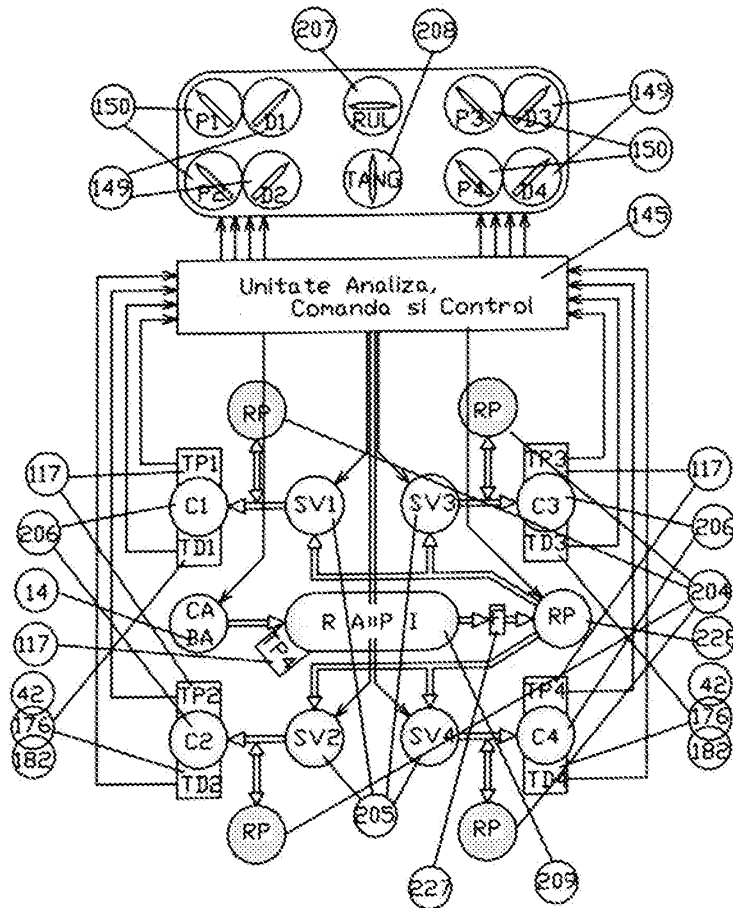 207 208
150 P1 D1 RUL P3 D3 149
149 P2 D2 TANG P4 D4 150
145
Unitate Analiza,
Comanda si Control
RP RP
117 TP1 TP3 117
206 C1 SV1 SV3 C3 206
TD1 TD3
14 CA BA RP 204
117 228
42 TP2 TP4 42
176 C2 SV2 SV4 C4 176
182 TD2 TD4 182
RP 205 RP
227 209